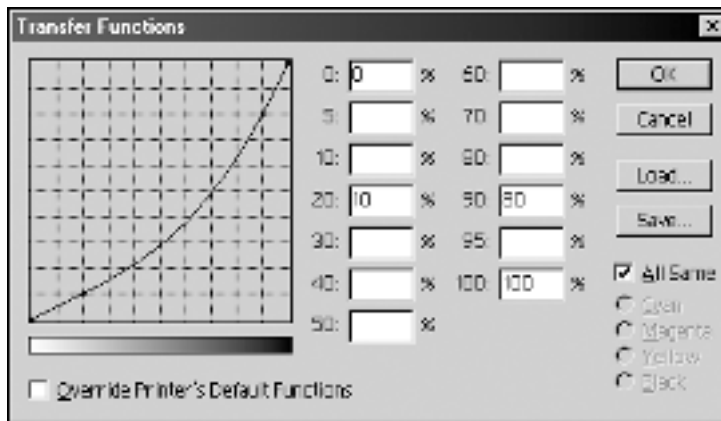 Transfer Functions
0: 0 %
5: %
10: %
20: 10 %
30: %
40: %
50: %
60: %
70: %
80: %
90: 80 %
95: %
100: 100 %
OK
Cancel
Load...
Save...
All Same
Cyan
Magenta
Yellow
Black
Override Printer's Default Functions